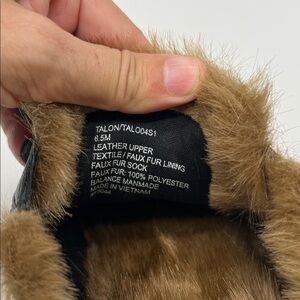 TALON/TALO04S1
6.5M
LEATHER UPPER
TEXTILE / FAUX FUR LINING
FAUX FUR SOCK
FAUX FUR: 100% POLYESTER
BALANCE MANMADE
MADE IN VIETNAM